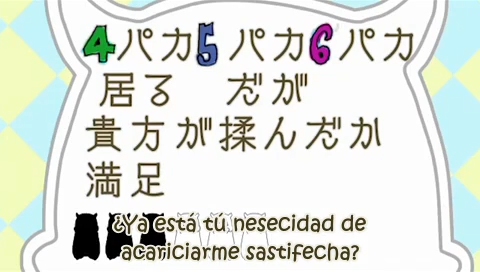 4パカ5パカ6パカ
居る だが
貴方が揉んだか
満足
¿Ya está tú nesecidad de
acariciarme sastifecha?